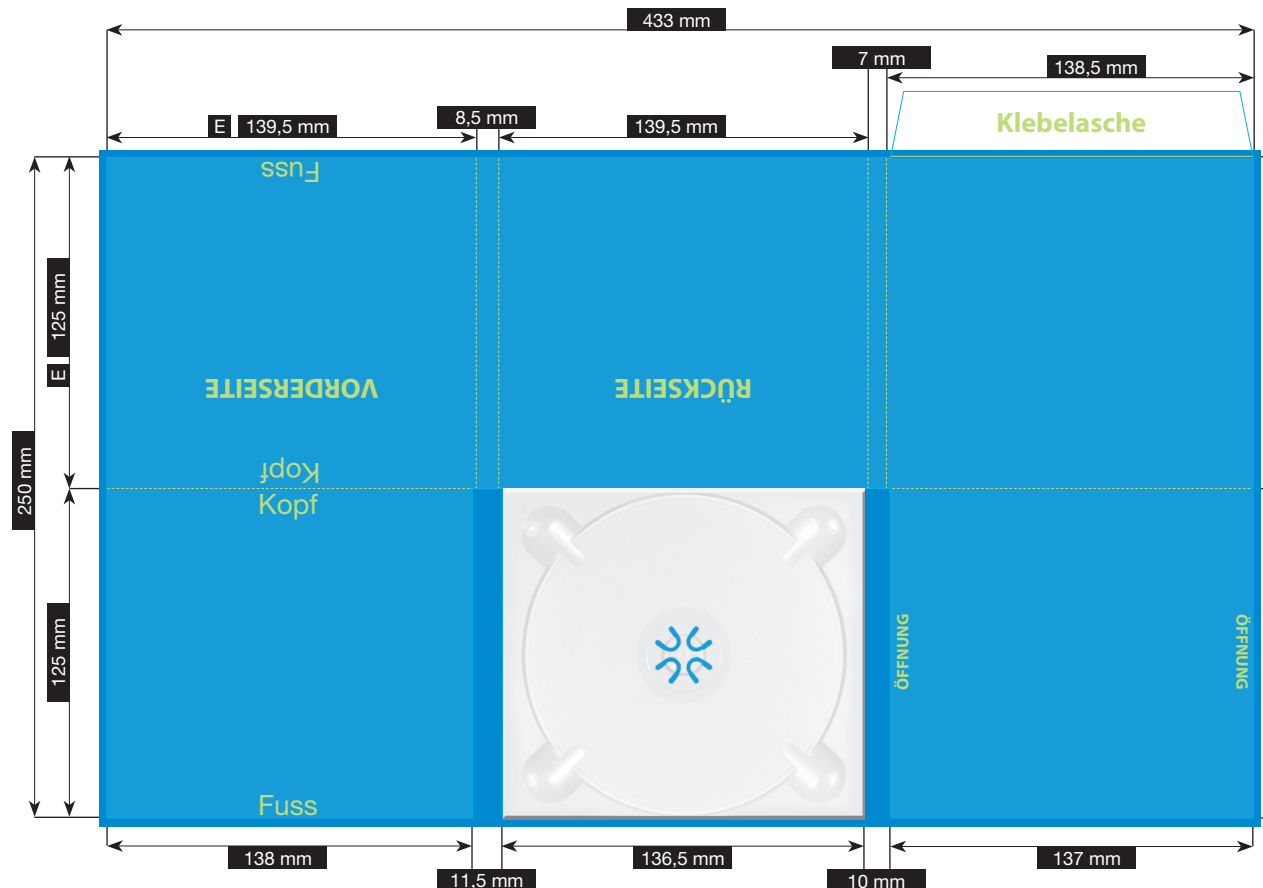 433 mm
7 mm
138,5 mm
8,5 mm
E 139,5 mm
139,5 mm
Klebelasche
Fuss
125 mm
E
VORDERSEITE
RÜCKSEITE
250 mm
Kopf
Kopf
125 mm
ÖFFNUNG
ÖFFNUNG
Fuss
138 mm
136,5 mm
137 mm
11,5 mm
10 mm